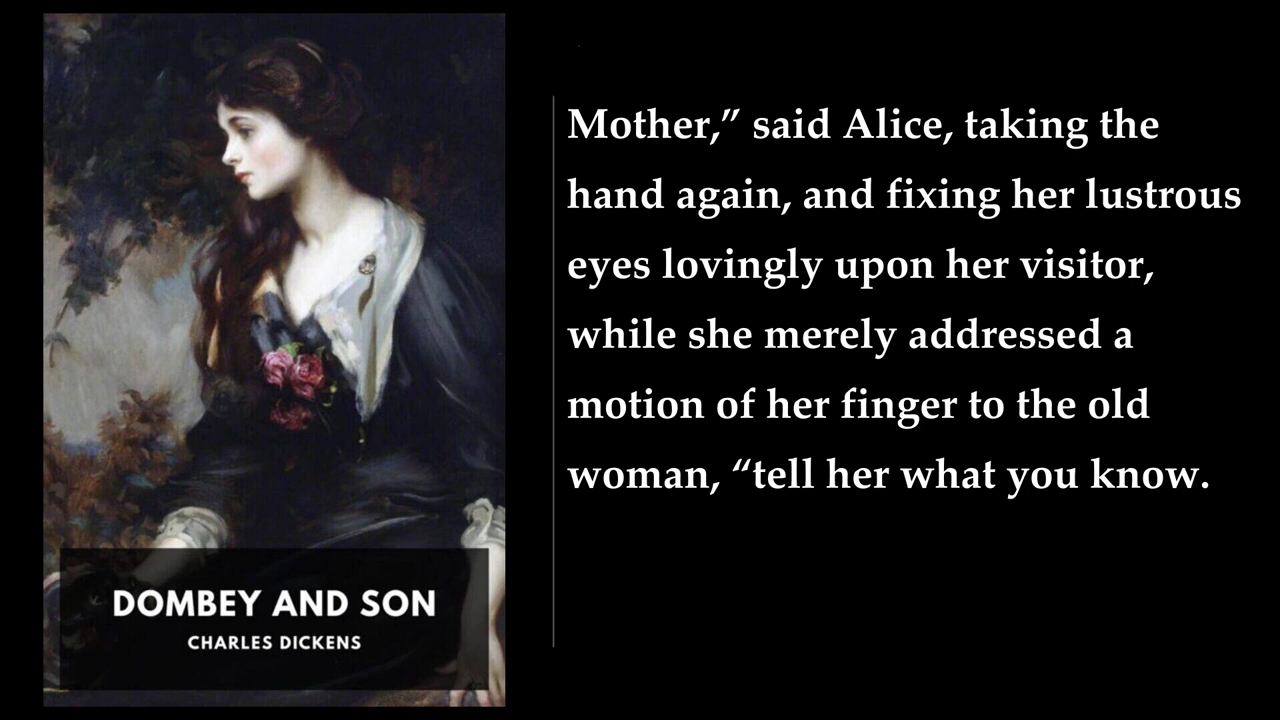 DOMBEY AND SON
CHARLES DICKENS
Mother,” said Alice, taking the
hand again, and fixing her lustrous
eyes lovingly upon her visitor,
while she merely addressed a
motion of her finger to the old
woman, “tell her what you know.